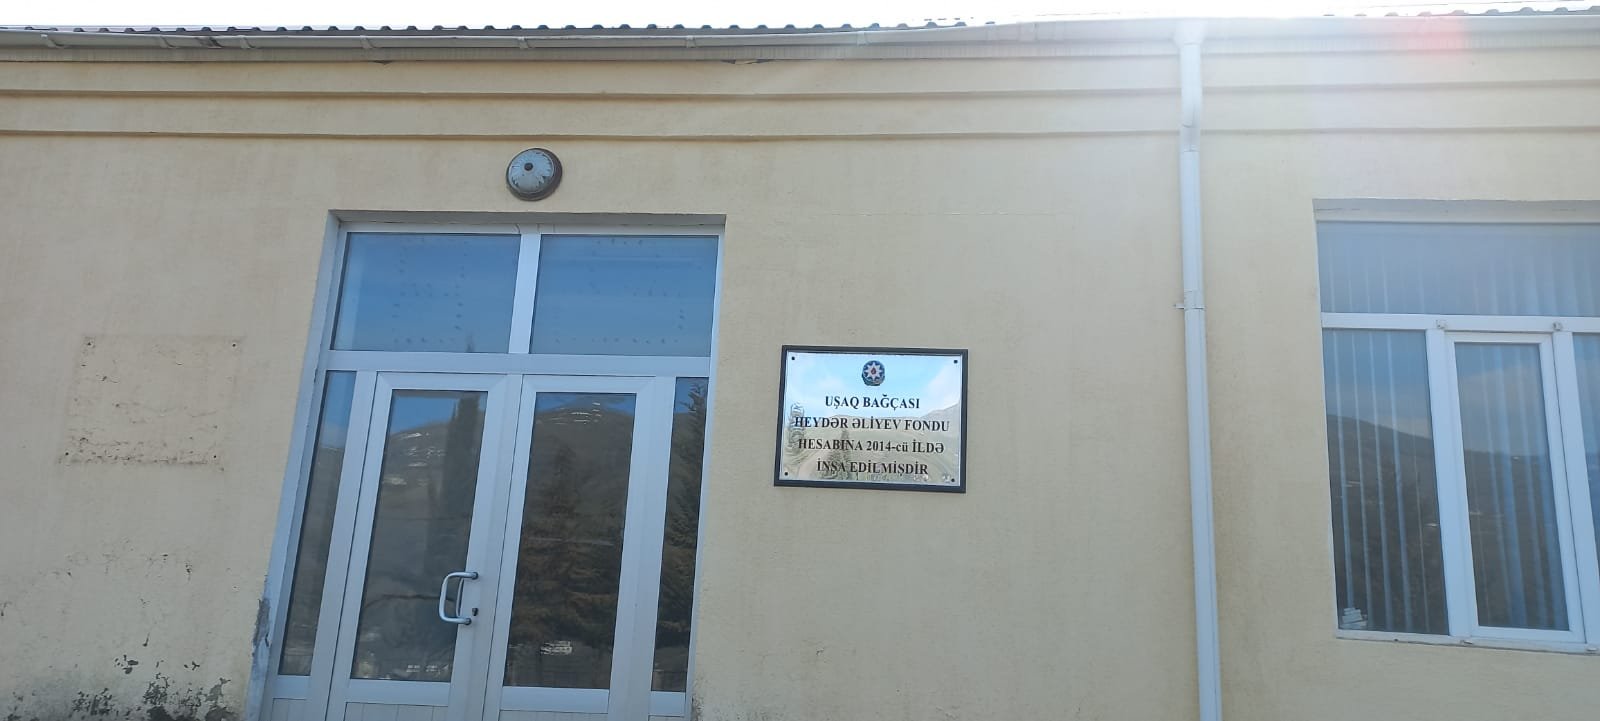 UŞAQ BAĞÇASI
HEYDƏR ƏLİYEV FONDU
HESABINA 2014-cü İLDƏ
İNŞA EDİLMİŞDİR